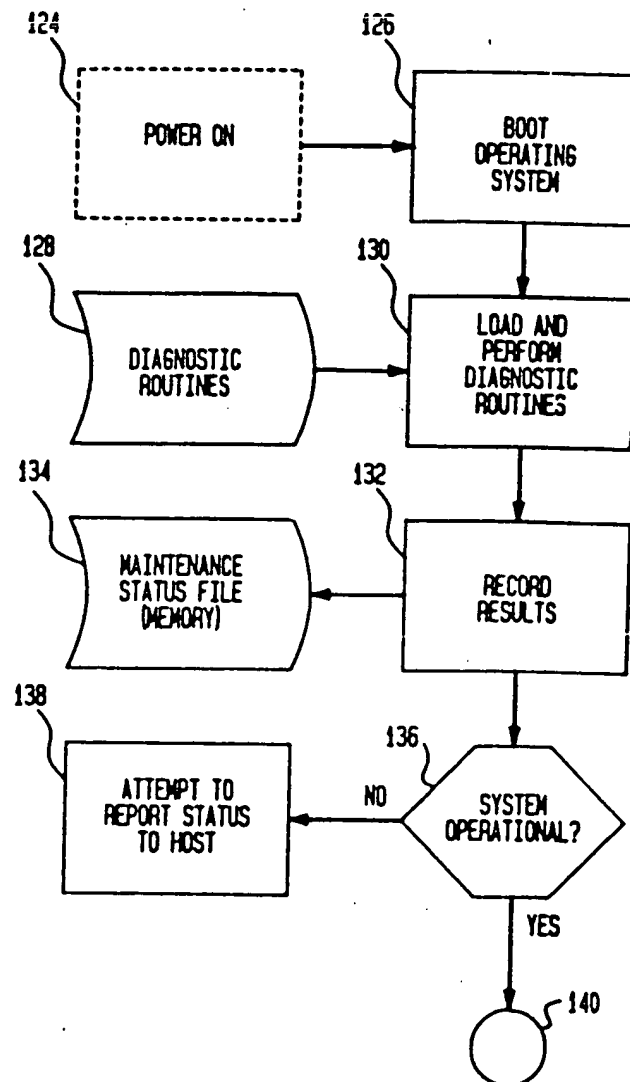 124
POWER ON
126
BOOT
OPERATING
SYSTEM
128
DIAGNOSTIC
ROUTINES
130
LOAD AND
PERFORM
DIAGNOSTIC
ROUTINES
134
MAINTENANCE
STATUS FILE
(MEMORY)
132
RECORD
RESULTS
138
ATTEMPT TO
REPORT STATUS
TO HOST
136
NO
SYSTEM
OPERATIONAL?
YES
140